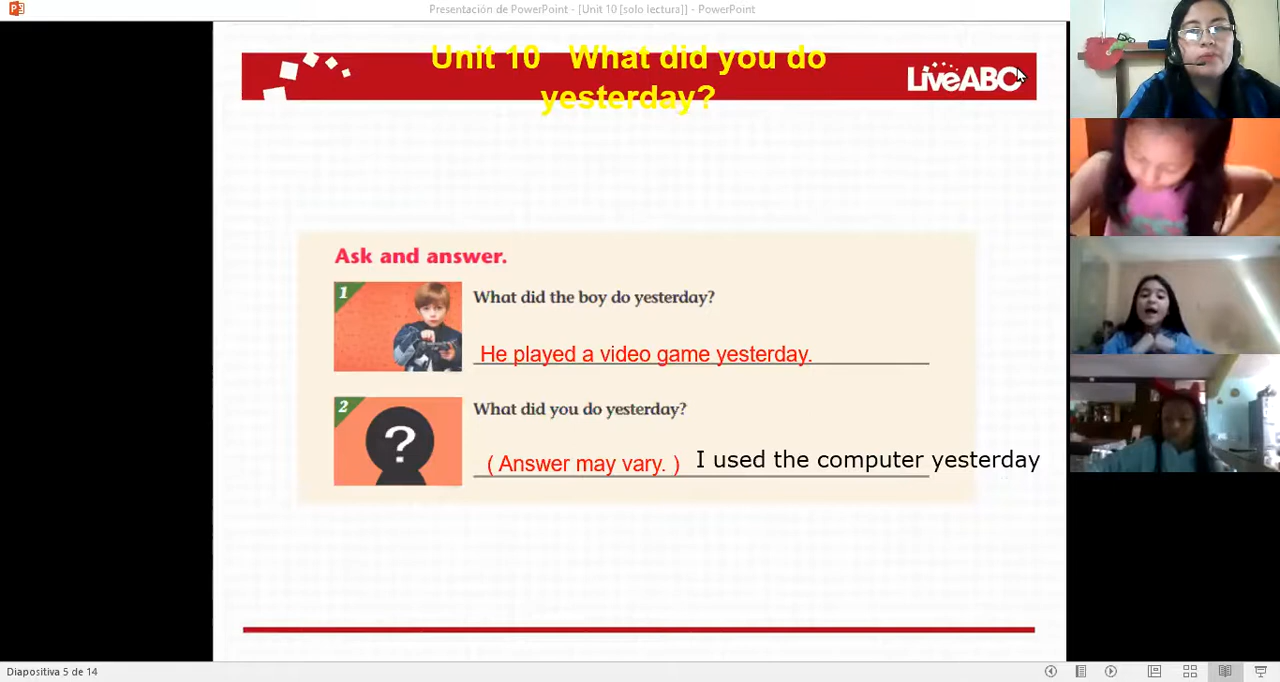 Presentación de PowerPoint - [Unit 10 [solo lectura]] - PowerPoint
Unit 10 What did you do
yesterday?
LiveABC
Ask and answer.
1
What did the boy do yesterday?
He played a video game yesterday.
2
What did you do yesterday?
?
( Answer may vary. ) I used the computer yesterday
Diapositiva 5 de 14